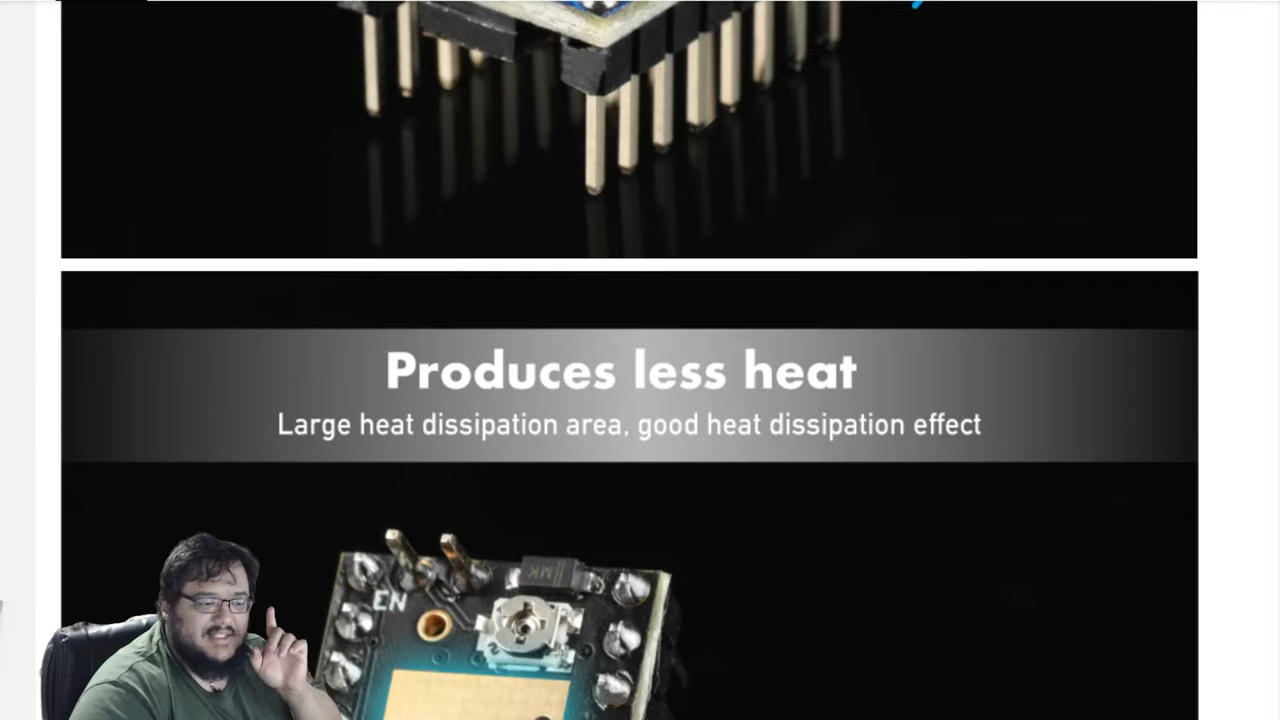 Produces less heat
Large heat dissipation area, good heat dissipation effect
EN